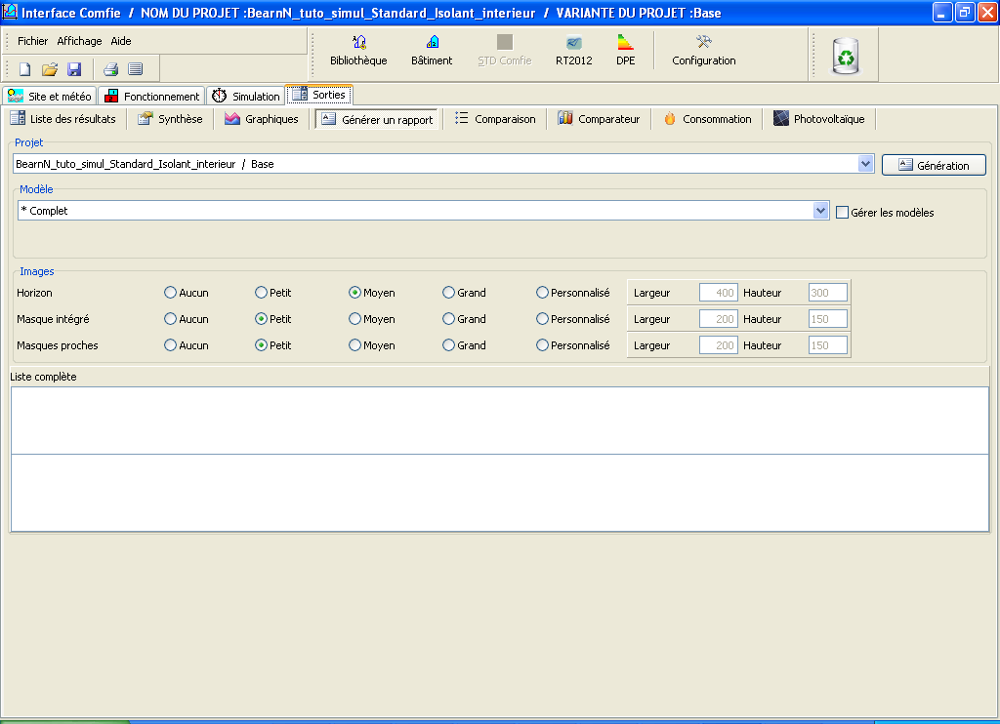 Interface Comfie / NOM DU PROJET :BearnN_tuto_simul_Standard_Isolant_interieur / VARIANTE DU PROJET :Base
Fichier Affichage Aide
Bibliothèque Bâtiment STD Comfie RT2012 DPE Configuration
Site et météo Fonctionnement Simulation Sorties
Liste des résultats Synthèse Graphiques Générer un rapport Comparaison Comparateur Consommation Photovoltaïque
Projet
BearnN_tuto_simul_Standard_Isolant_interieur / Base Génération
Modèle
* Complet Gérer les modèles
Images
Horizon Aucun Petit Moyen Grand Personnalisé Largeur 400 Hauteur 300
Masque intégré Aucun Petit Moyen Grand Personnalisé Largeur 200 Hauteur 150
Masques proches Aucun Petit Moyen Grand Personnalisé Largeur 200 Hauteur 150
Liste complète